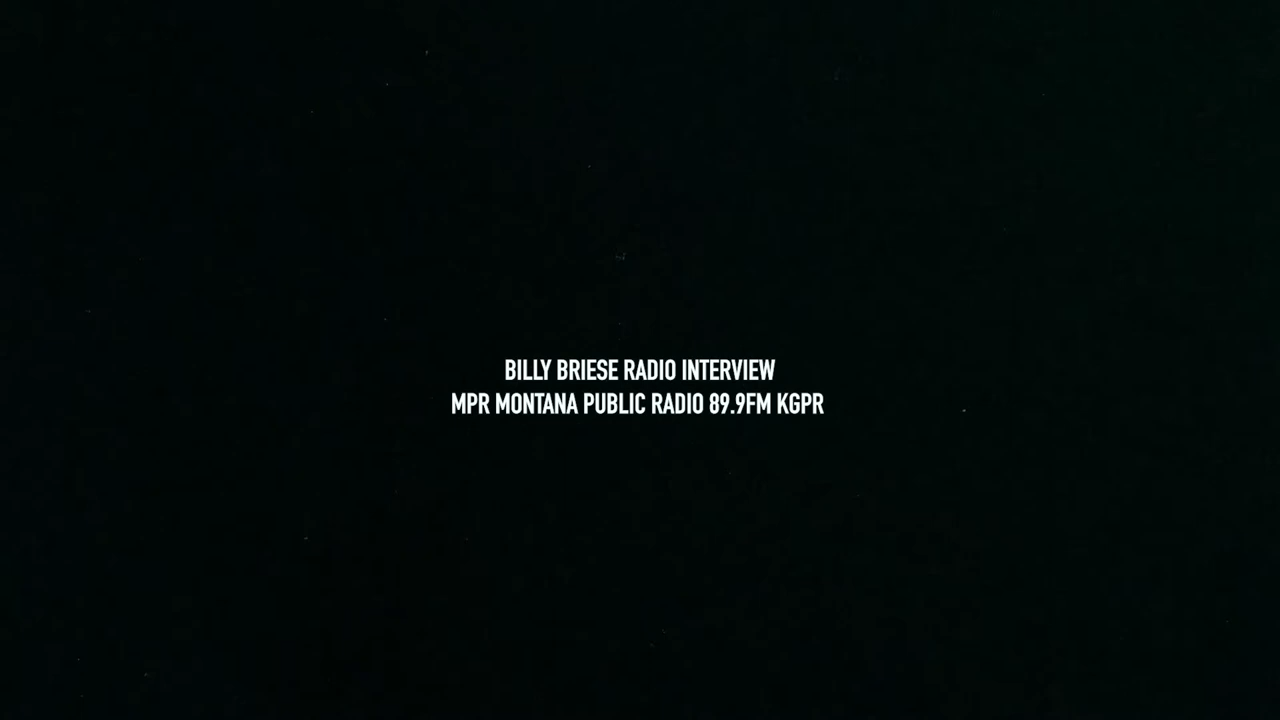 BILLY BRIESE RADIO INTERVIEW
MPR MONTANA PUBLIC RADIO 89.9FM KGPR